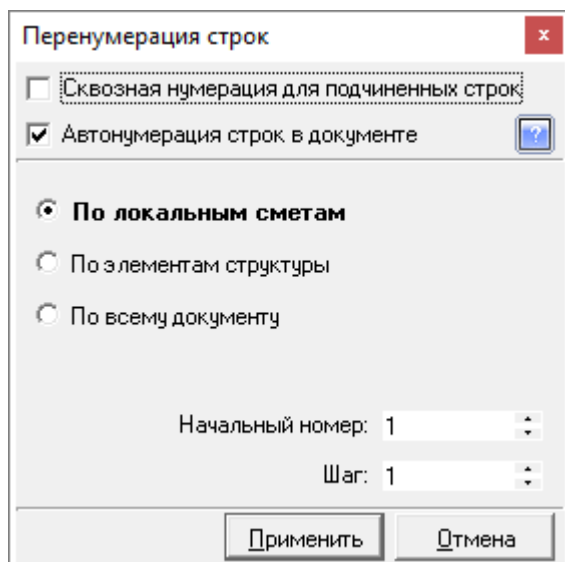 Перенумерация строк
x
Сквозная нумерация для подчиненных строк
Автонумерация строк в документе
?
По локальным сметам
По элементам структуры
По всему документу
Начальный номер: 1
Шаг: 1
Применить
Отмена